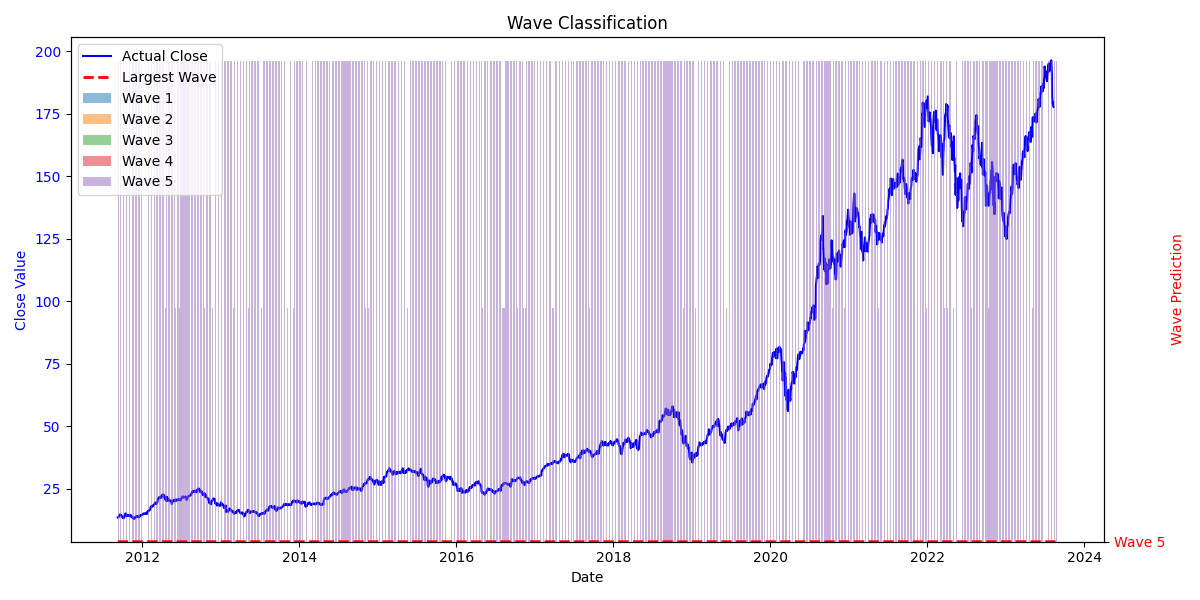 Wave Classification
Actual Close
Largest Wave
Wave 1
Wave 2
Wave 3
Wave 4
Wave 5
200
175
150
125
100
75
50
25
Close Value
Wave Prediction
Wave 5
2012 2014 2016 2018 2020 2022 2024
Date